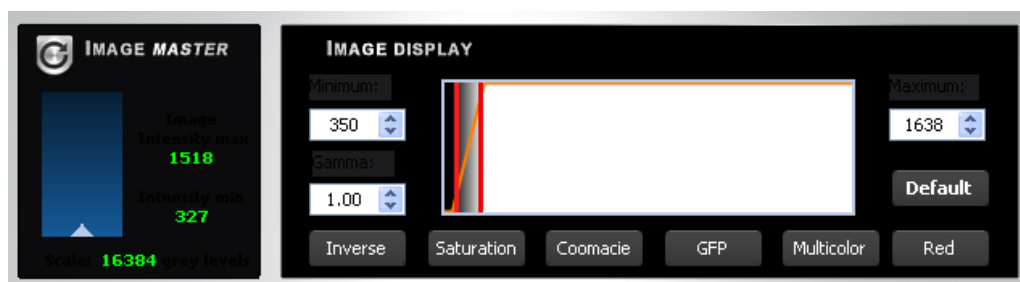 IMAGE MASTER
Image
Intensity max
1518
Intensity min
327
Scale: 16384 grey levels
IMAGE DISPLAY
Minimum:
350
Gamma:
1.00
Maximum:
1638
Default
Inverse
Saturation
Coomacie
GFP
Multicolor
Red